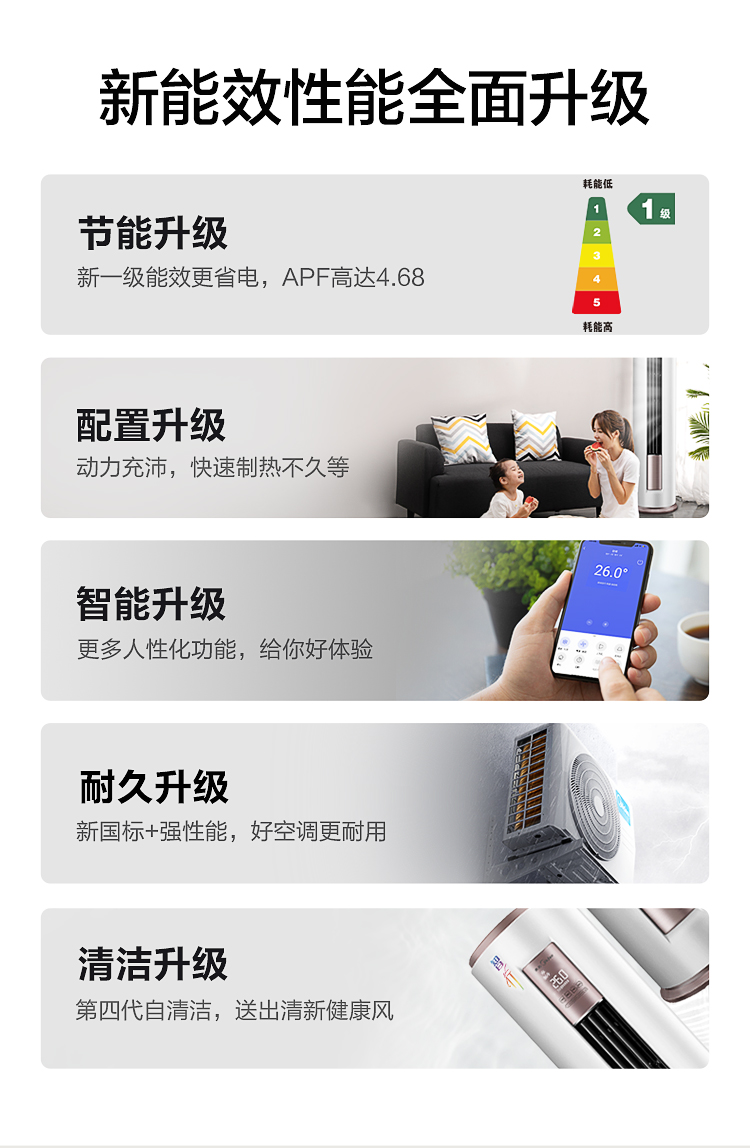 新能效性能全面升级
节能升级
新一级能效更省电，APF高达4.68
耗能低
1
2
3
4
5
1级
耗能高
配置升级
动力充沛，快速制热不久等
智能升级
更多人性化功能，给你好体验
26.0°
耐久升级
新国标+强性能，好空调更耐用
清洁升级
第四代自清洁，送出清新健康风
26.0